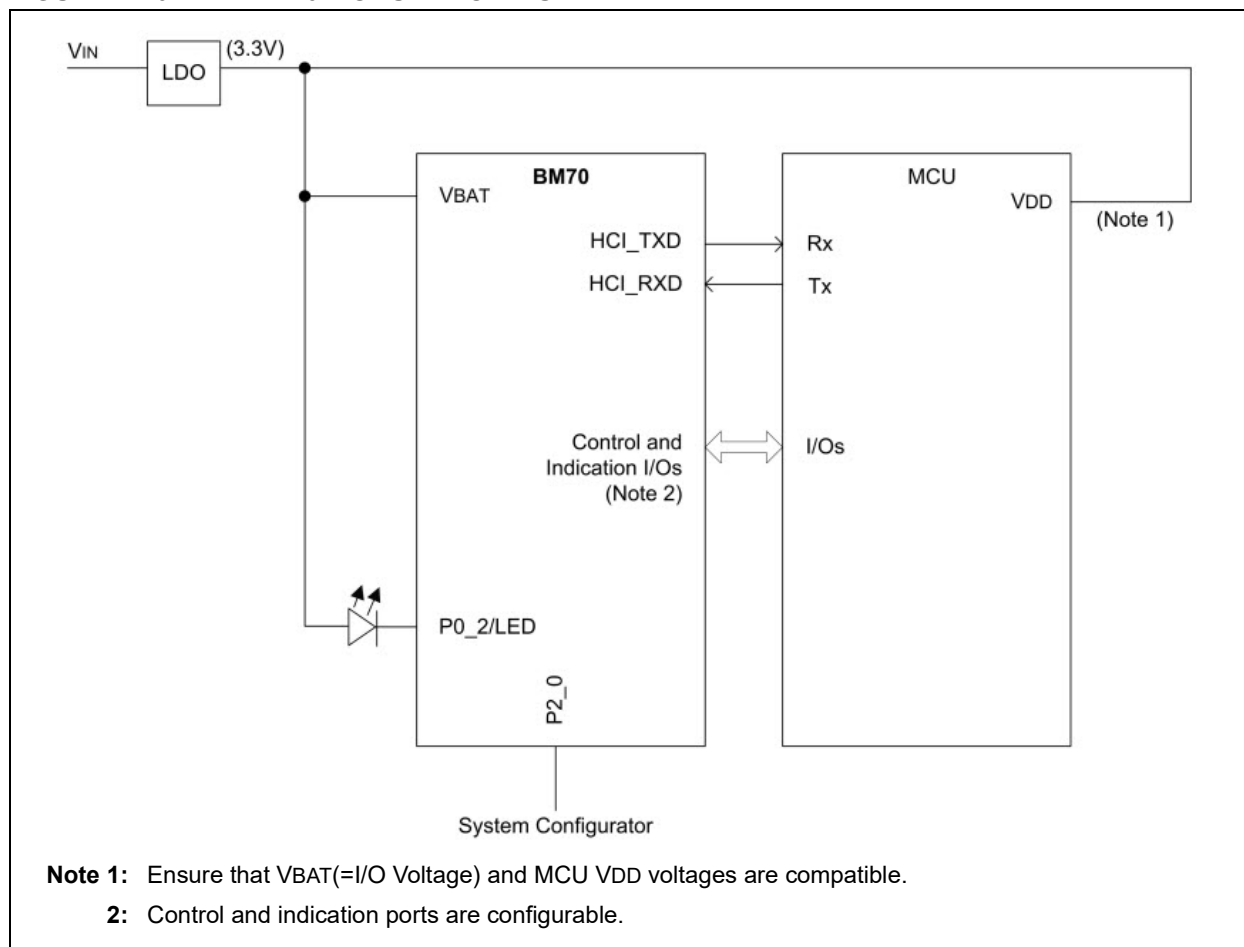 VIN
LDO
(3.3V)
BM70
MCU
VBAT
VDD
(Note 1)
HCI_TXD
Rx
HCI_RXD
Tx
Control and
Indication I/Os
(Note 2)
I/Os
P0_2/LED
P2_0
System Configurator
Note 1: Ensure that VBAT(=I/O Voltage) and MCU VDD voltages are compatible.
2: Control and indication ports are configurable.